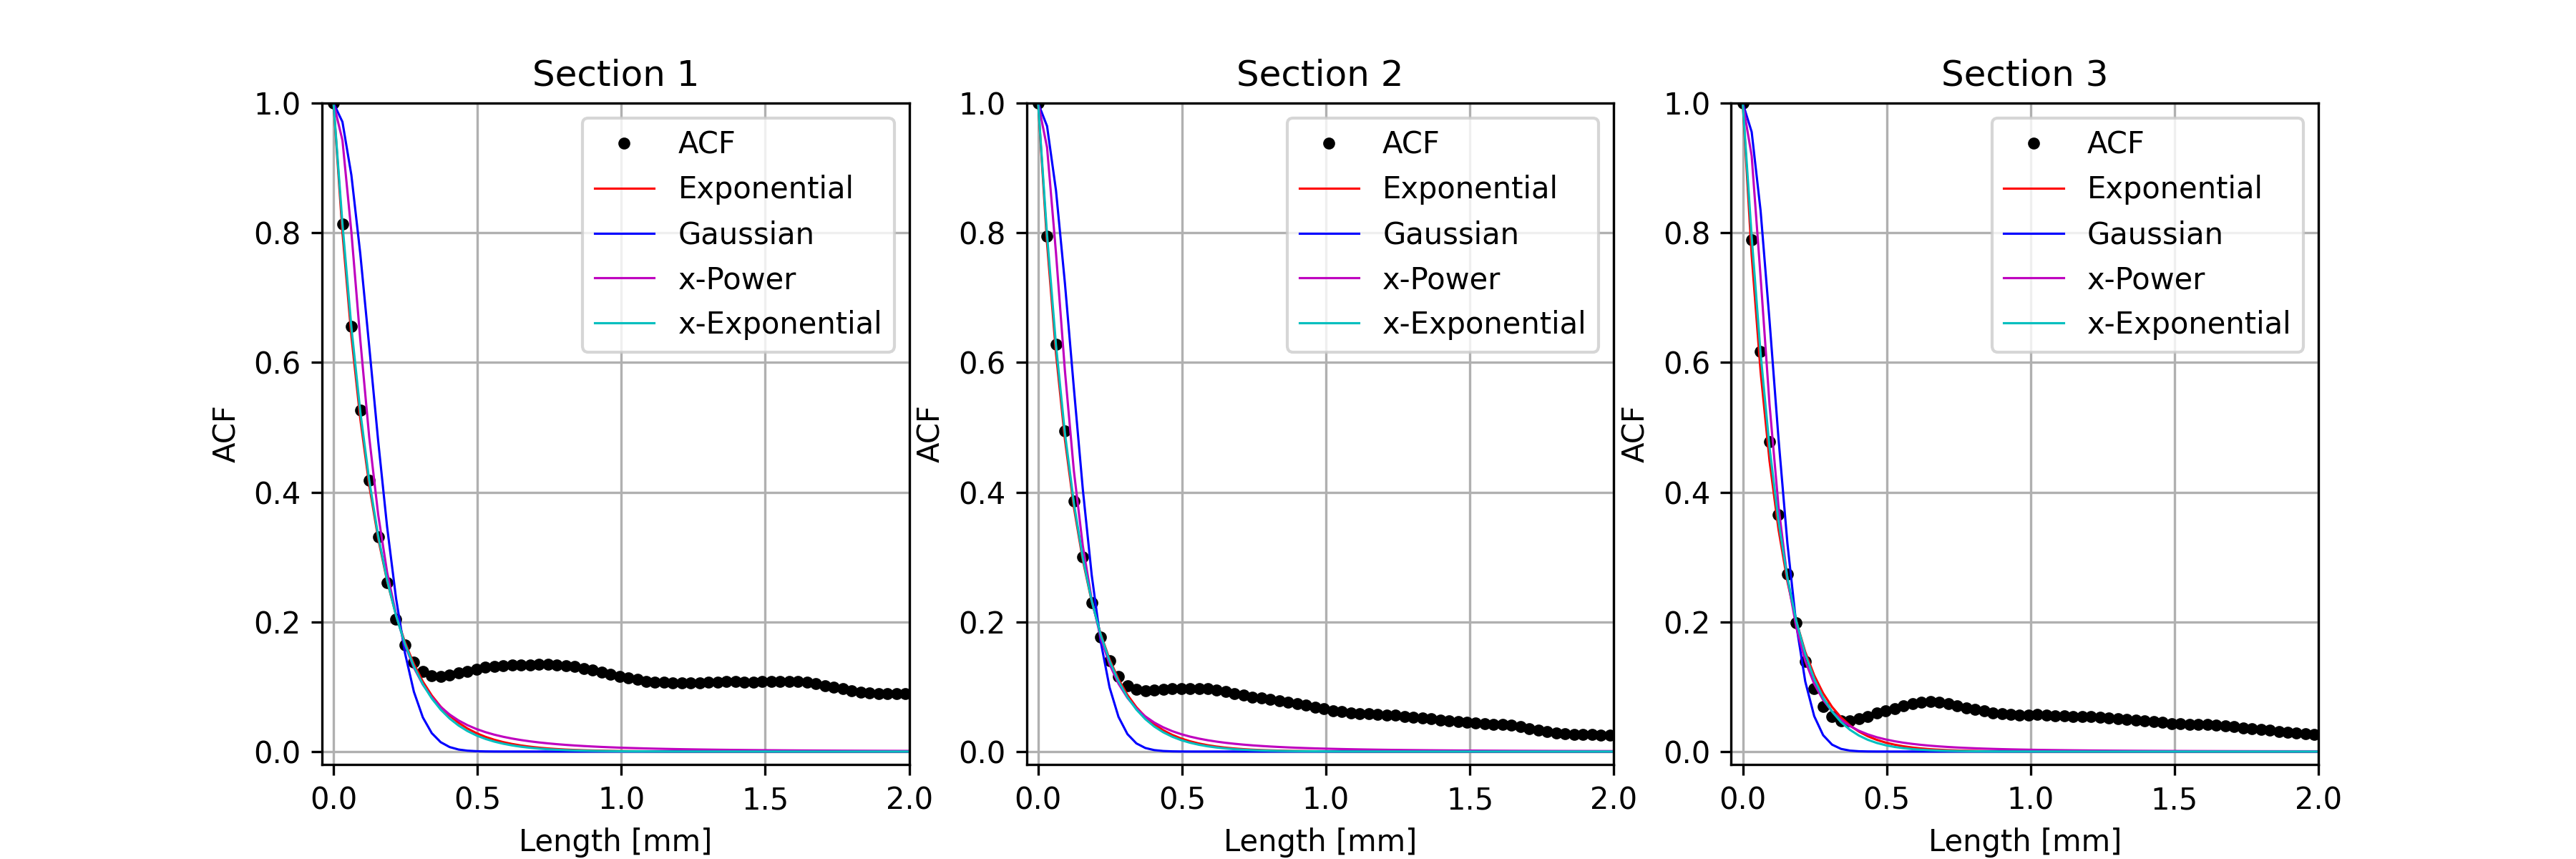 Section 1
1.0
0.8
0.6
0.4
0.2
0.0
ACF
ACF
Exponential
Gaussian
x-Power
x-Exponential
0.0 0.5 1.0 1.5 2.0
Length [mm]
Section 2
1.0
0.8
0.6
0.4
0.2
0.0
ACF
ACF
Exponential
Gaussian
x-Power
x-Exponential
0.0 0.5 1.0 1.5 2.0
Length [mm]
Section 3
1.0
0.8
0.6
0.4
0.2
0.0
ACF
ACF
Exponential
Gaussian
x-Power
x-Exponential
0.0 0.5 1.0 1.5 2.0
Length [mm]